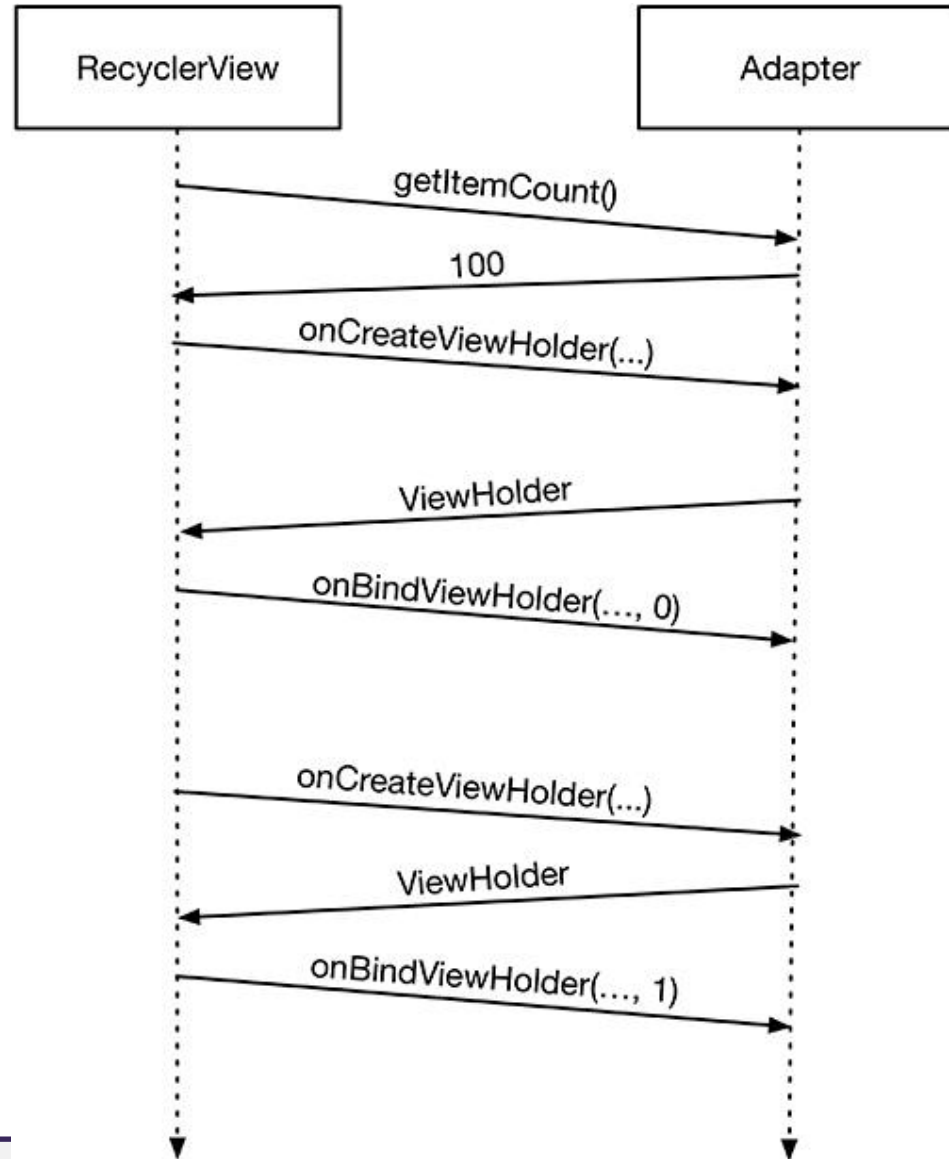 RecyclerView
Adapter
getItemCount()
100
onCreateViewHolder(...)
ViewHolder
onBindViewHolder(..., 0)
onCreateViewHolder(...)
ViewHolder
onBindViewHolder(..., 1)